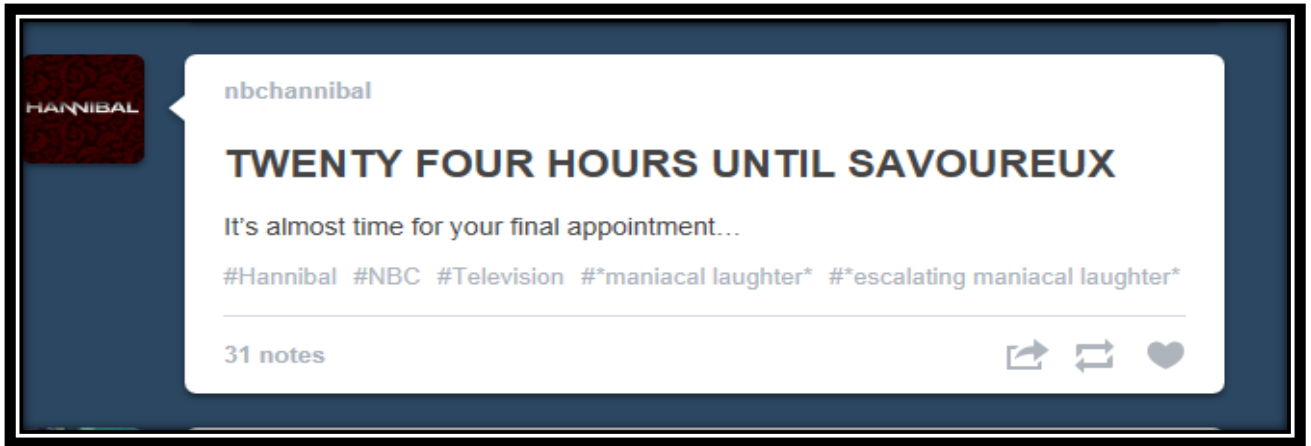 HANNIBAL
nbchannibal
TWENTY FOUR HOURS UNTIL SAVOUREUX
It's almost time for your final appointment…
#Hannibal #NBC #Television #*maniacal laughter* #*escalating maniacal laughter*
31 notes